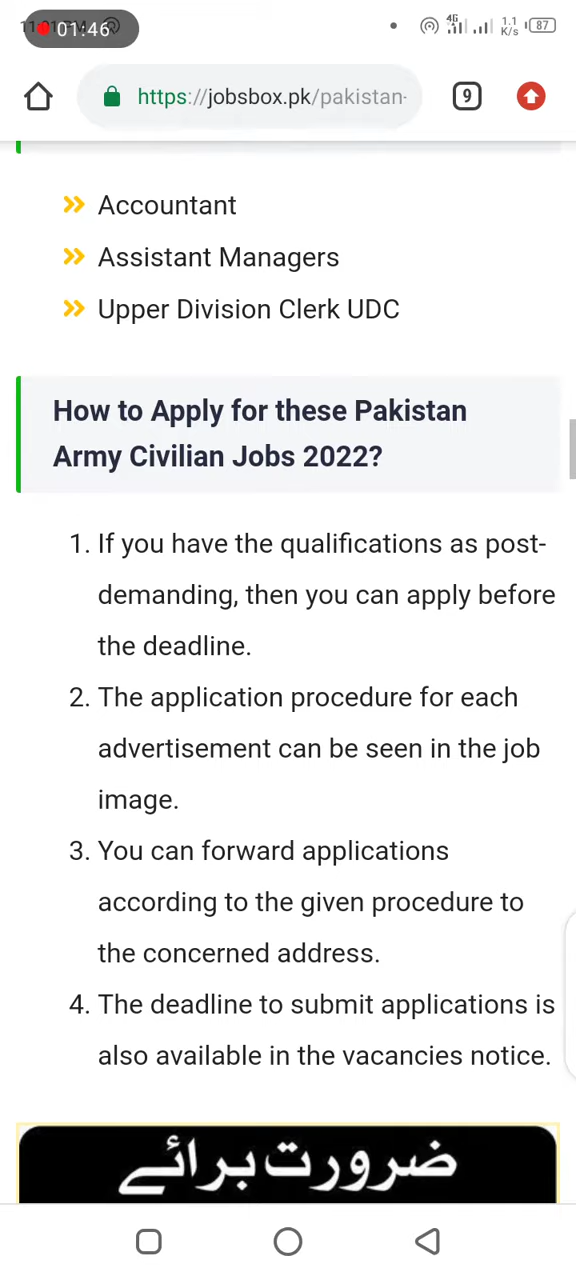 01:46
4G
1.1
K/s
87
https://jobsbox.pk/pakistan-
9
Accountant
Assistant Managers
Upper Division Clerk UDC
How to Apply for these Pakistan
Army Civilian Jobs 2022?
1. If you have the qualifications as post-
demanding, then you can apply before
the deadline.
2. The application procedure for each
advertisement can be seen in the job
image.
3. You can forward applications
according to the given procedure to
the concerned address.
4. The deadline to submit applications is
also available in the vacancies notice.
ضرورت برائے